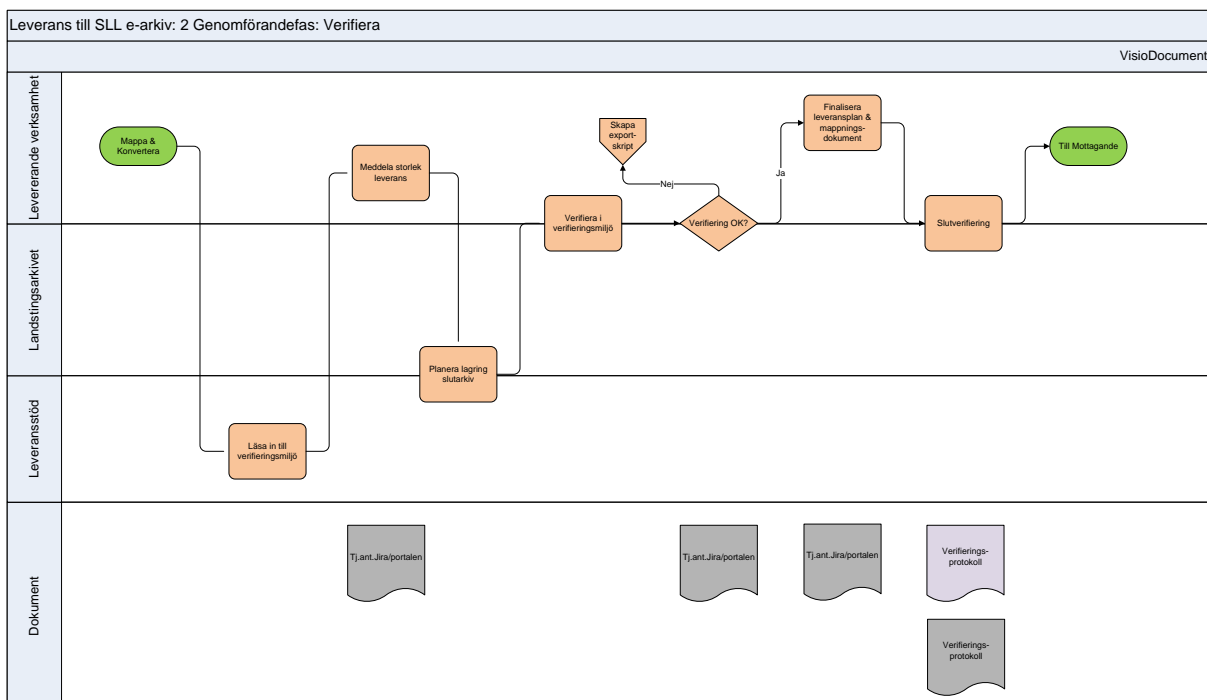 Leverans till SLL e-arkiv: 2 Genomförandefas: Verifiera
VisioDocument
Levererande verksamhet
Mappa &
Konvertera
Meddela storlek
leverans
Skapa
export-
skript
Nej
Verifiera i
verifieringsmiljö
Verifiering OK?
Ja
Finalisera
leveransplan &
mappnings-
dokument
Slutverifiering
Till Mottagande
Landstingsarkivet
Planera lagring
slutarkiv
Leveransstöd
Läsa in till
verifieringsmiljö
Dokument
Tj.ant.Jira/portalen
Tj.ant.Jira/portalen
Tj.ant.Jira/portalen
Verifierings-
protokoll
Verifierings-
protokoll